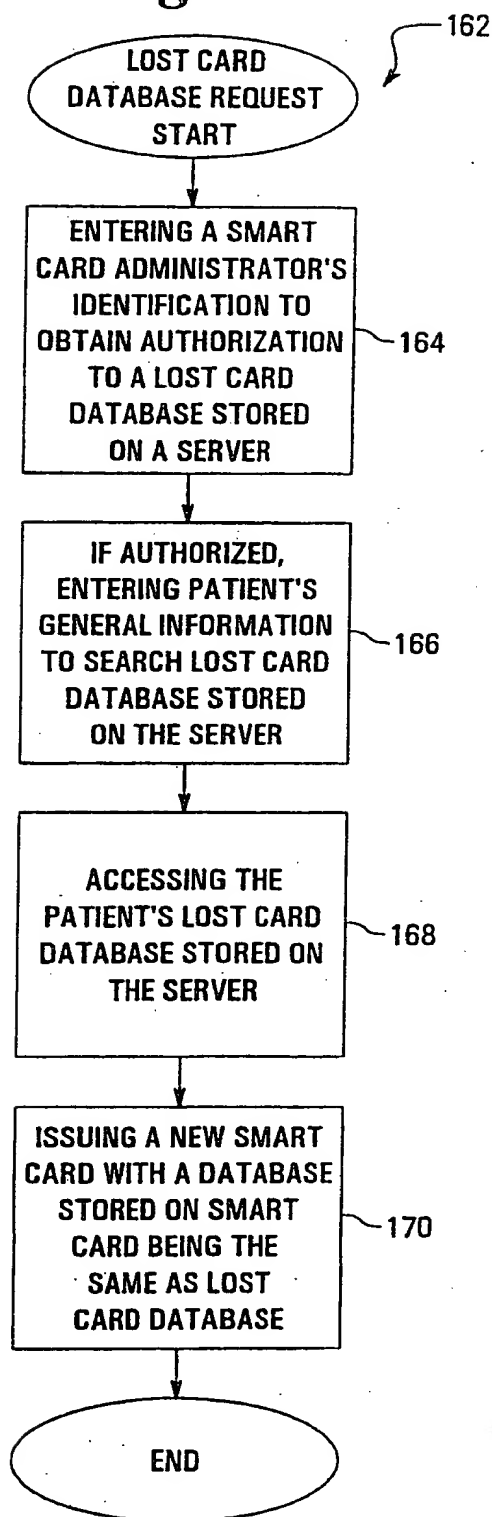 162
LOST CARD
DATABASE REQUEST
START
ENTERING A SMART
CARD ADMINISTRATOR'S
IDENTIFICATION TO
OBTAIN AUTHORIZATION
TO A LOST CARD
DATABASE STORED
ON A SERVER
164
IF AUTHORIZED,
ENTERING PATIENT'S
GENERAL INFORMATION
TO SEARCH LOST CARD
DATABASE STORED
ON THE SERVER
166
ACCESSING THE
PATIENT'S LOST CARD
DATABASE STORED ON
THE SERVER
168
ISSUING A NEW SMART
CARD WITH A DATABASE
STORED ON SMART
CARD BEING THE
SAME AS LOST
CARD DATABASE
170
END